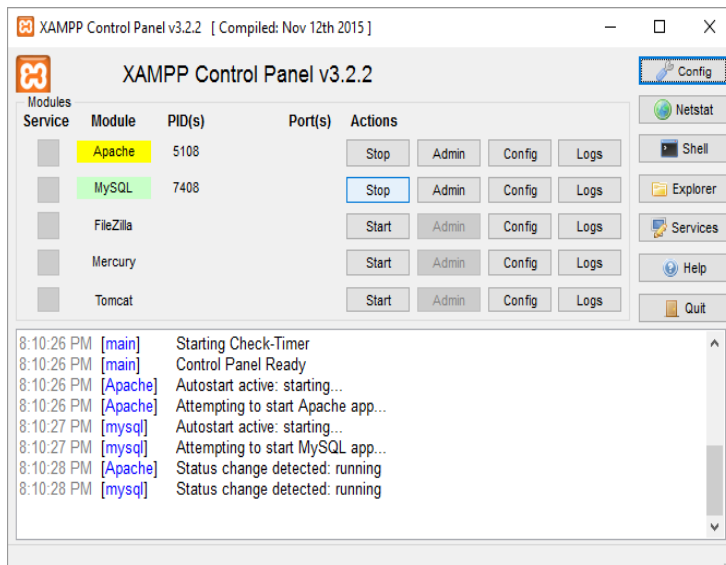 XAMPP Control Panel v3.2.2 [ Compiled: Nov 12th 2015 ]
XAMPP Control Panel v3.2.2
Config
Modules
Service Module PID(s) Port(s) Actions
Netstat
Apache 5108 Stop Admin Config Logs
Shell
MySQL 7408 Stop Admin Config Logs
Explorer
FileZilla Start Admin Config Logs
Services
Mercury Start Admin Config Logs
Help
Tomcat Start Admin Config Logs
Quit
8:10:26 PM [main] Starting Check-Timer
8:10:26 PM [main] Control Panel Ready
8:10:26 PM [Apache] Autostart active: starting...
8:10:26 PM [Apache] Attempting to start Apache app...
8:10:27 PM [mysql] Autostart active: starting...
8:10:27 PM [mysql] Attempting to start MySQL app...
8:10:28 PM [Apache] Status change detected: running
8:10:28 PM [mysql] Status change detected: running